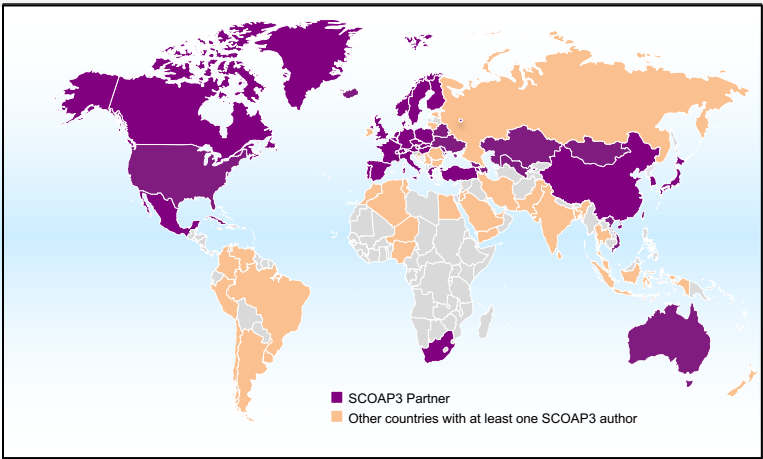 SCOAP3 Partner
Other countries with at least one SCOAP3 author